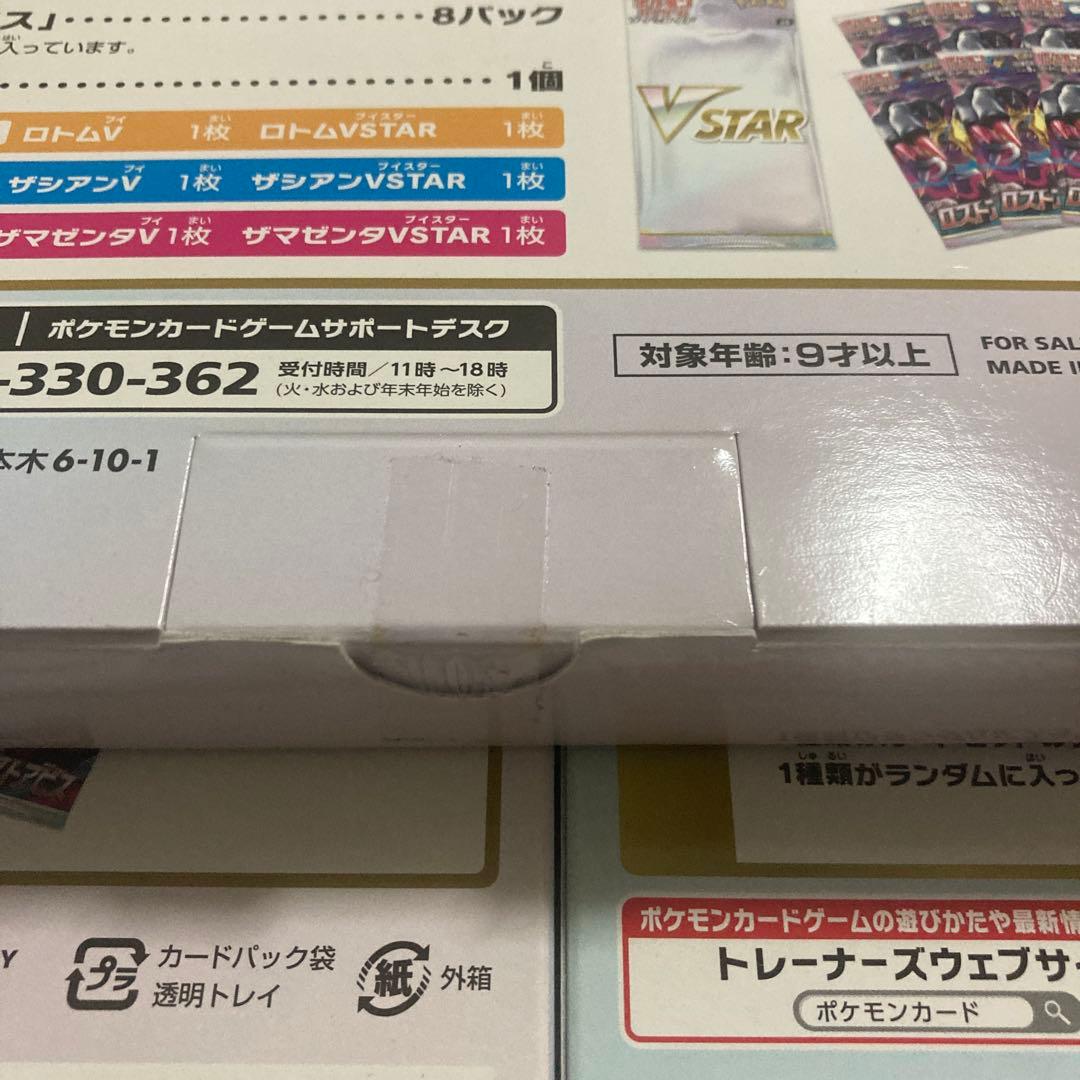 ス」･････････････････8パック
入っています。
･････････････････････1個
ロトムV 1枚 ロトムVSTAR 1枚
ザシアンV 1枚 ザシアンVSTAR 1枚
ザマゼンタV 1枚 ザマゼンタVSTAR 1枚
VSTAR
ロスト
ポケモンカードゲームサポートデスク
-330-362 受付時間／11時〜18時
(火・水および年末年始を除く)
対象年齢：9才以上
FOR SAL
MADE I
本木6-10-1
トアビス
1種類がランダムに入っ
Y
プラ カードパック袋
透明トレイ
紙 外箱
ポケモンカードゲームの遊びかたや最新情
トレーナーズウェブサ
ポケモンカード